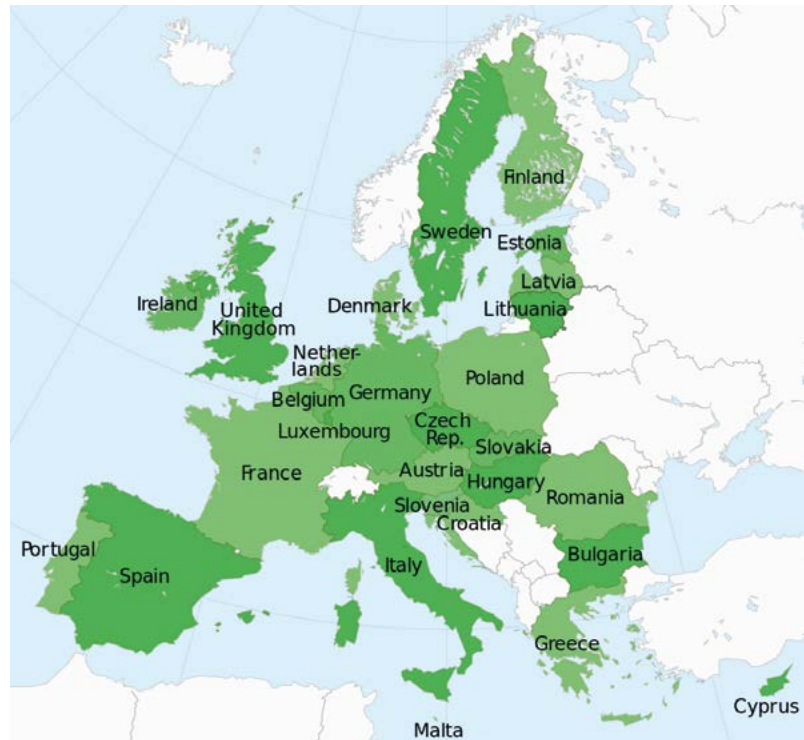 Finland
Sweden
Estonia
Latvia
Lithuania
Ireland
United
Kingdom
Denmark
Nether-
lands
Belgium
Germany
Poland
Luxembourg
Czech
Rep.
Slovakia
France
Austria
Hungary
Slovenia
Croatia
Romania
Portugal
Spain
Italy
Bulgaria
Greece
Cyprus
Malta